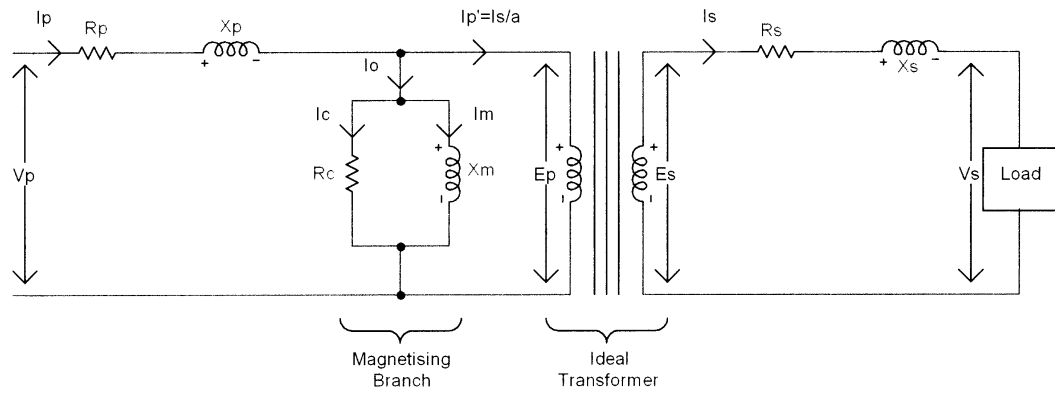 Ip
Rp
Xp
Ip'=Is/a
Is
Rs
Xs
+ -
+ -
Io
Ic
Im
Vp
Rc
+
Xm
-
Ep
+
-
+
-
Es
Vs
Load
Magnetising
Branch
Ideal
Transformer